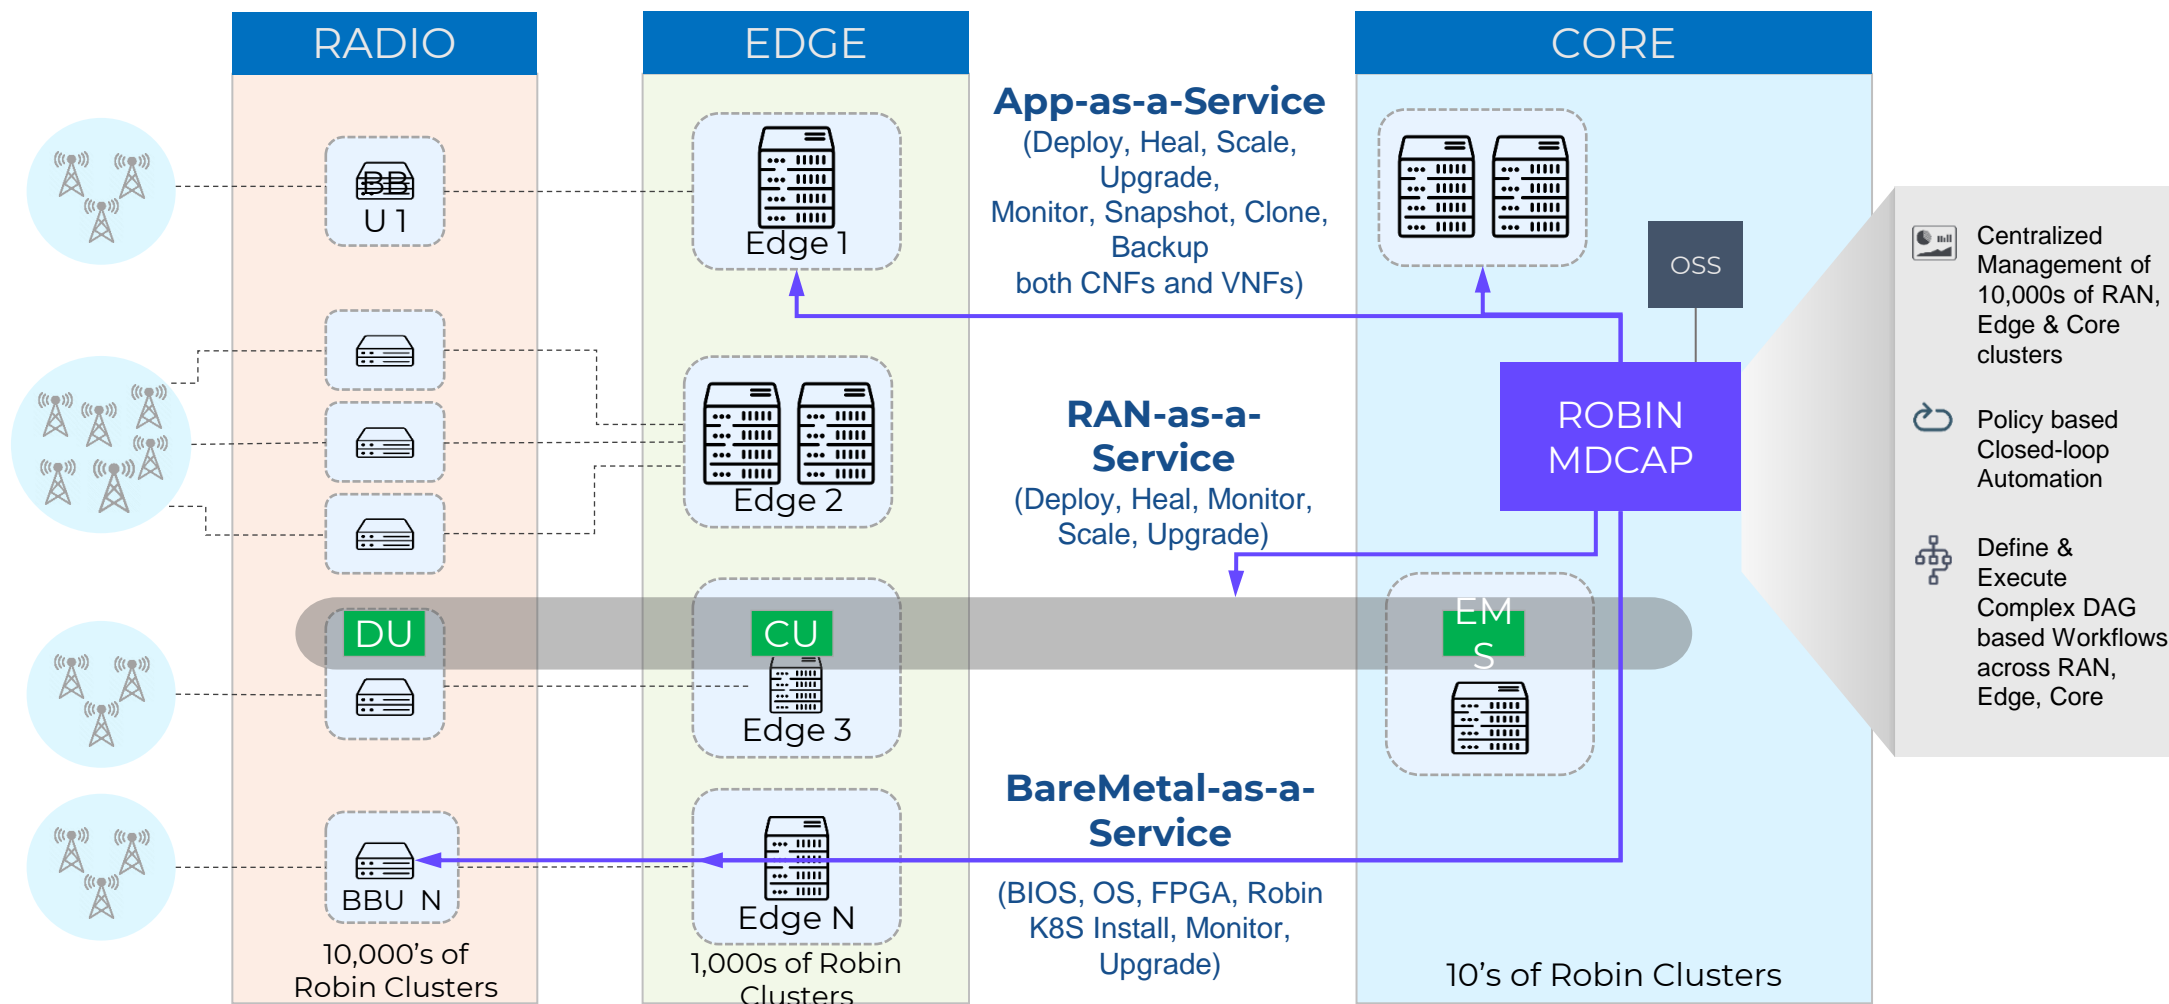 RADIO
EDGE
CORE
BB
U 1
Edge 1
Edge 2
DU
CU
EM
S
Edge 3
BBU N
Edge N
10,000’s of
Robin Clusters
1,000s of Robin
Clusters
10’s of Robin Clusters
App-as-a-Service
(Deploy, Heal, Scale,
Upgrade,
Monitor, Snapshot, Clone,
Backup
both CNFs and VNFs)
RAN-as-a-
Service
(Deploy, Heal, Monitor,
Scale, Upgrade)
BareMetal-as-a-
Service
(BIOS, OS, FPGA, Robin
K8S Install, Monitor,
Upgrade)
OSS
ROBIN
MDCAP
Centralized
Management of
10,000s of RAN,
Edge & Core
clusters
Policy based
Closed-loop
Automation
Define &
Execute
Complex DAG
based Workflows
across RAN,
Edge, Core